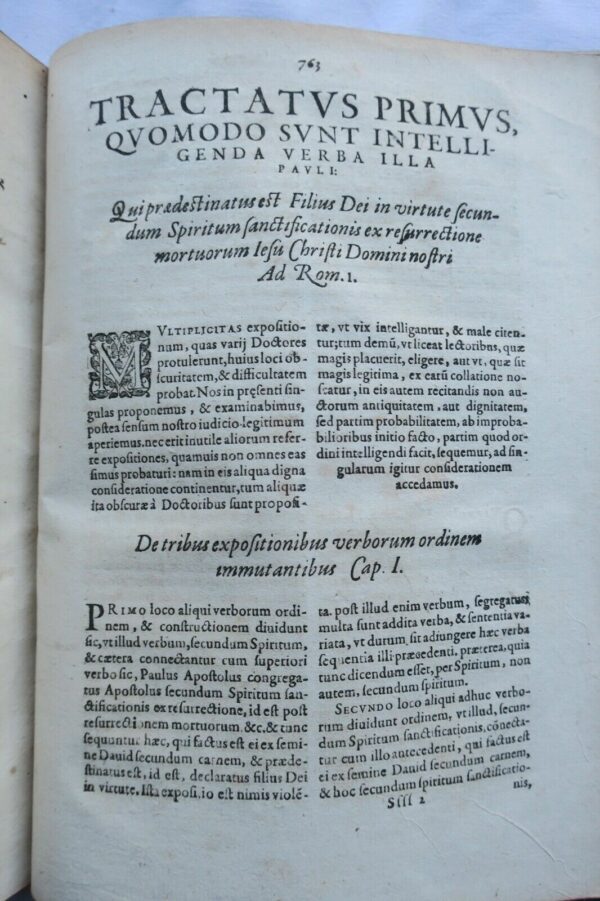 763
TRACTATVS PRIMVS,
QVOMODO SVNT INTELLI-
GENDA VERBA ILLA
PAVLI:
Qui prædestinatus est Filius Dei in virtute secun-
dum Spiritum sanctificationis ex resurrectione
mortuorum Iesu Christi Domini nostri
Ad Rom. 1.
MVLTIPLICITAS expositio-
num, quas varij Doctores
protulerunt, huius loci ob-
scuritatem, & difficultatem
probat. Nos in pręsenti sin-
gulas proponemus, & examinabimus,
postea sensum nostro iudicio legitimum
aperiemus. nec erit inutile aliorum refer-
re expositiones, quamuis non omnes eas
simus probaturi: nam in eis aliqua digna
consideratione continentur, tum aliquæ
ita obscuræ à Doctoribus sunt proposi-
tæ, vt vix intelligantur, & male citen-
tur; tum demū, vt liceat lectoribus, quæ
magis placuerit, eligere, aut vt, quæ sit
magis legitima, ex earū collatione no-
scatur, in eis autem recitandis non au-
ctorum antiquitatem, aut dignitatem,
sed partim probabilitatem, ab improba-
bilioribus initio facto, partim quod or-
dini intelligendi facit, sequemur, ad sin-
gularum igitur considerationem
accedamus.
De tribus expositionibus verborum ordinem
immutantibus Cap. I.
PRIMO loco aliqui verborum ordi-
nem, & constructionem diuidunt
sic, vt illud verbum, secundum Spiritum,
& cætera connectantur cum superiori
verbo sic, Paulus Apostolus congrega-
tus Apostolus secundum Spiritum san-
ctificationis ex resurrectione, id est post
resurrectionem mortuorum &c. & tunc
sequuntur hæc, qui factus est ei ex semi-
ne Dauid secundum carnem, & præde-
stinatus est, id est, declaratus filius Dei
in virtute. Ista exposi, io est nimis violē-
ta. post illud enim verbum, segregatus
multa sunt addita verba, & sententia va-
riata, vt durum sit adiungere hæc verba
sequentia illi præcedenti. præterea, quia
tunc dicendum esset, per Spiritum, non
autem, secundum spiritum.
SECVNDO loco aliqui adhuc verbo-
rum diuidunt ordinem, vt illud, secun-
dum Spiritum sanctificationis, cōnecta-
tur cum illo antecedenti, qui factus est
ei ex semine Dauid secundum carnem,
& hoc secundum spiritum sanctificatio-
Ssss 2
nis,